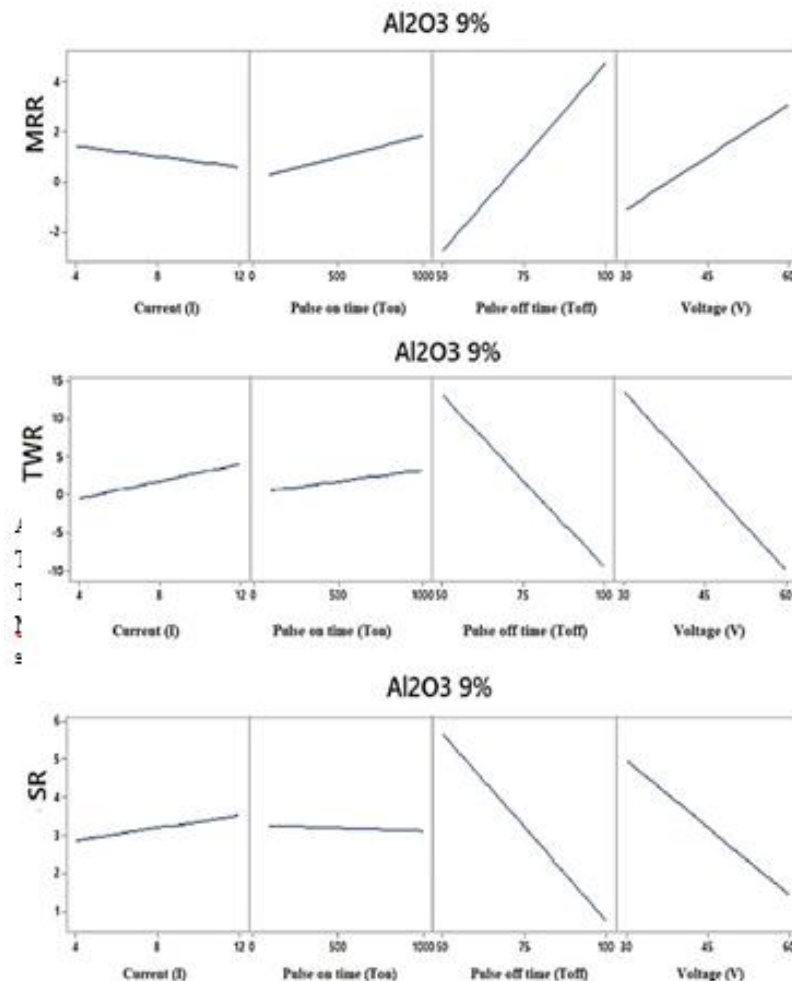 Al2O3 9%
MRR
4
2
0
-2
4 8 12 0 500 1000 50 75 100 30 45 60
Current (I) Pulse on time (Ton) Pulse off time (Toff) Voltage (V)
Al2O3 9%
TWR
15
10
5
0
-5
-10
4 8 12 0 500 1000 50 75 100 30 45 60
Current (I) Pulse on time (Ton) Pulse off time (Toff) Voltage (V)
Al2O3 9%
SR
6
5
4
3
2
1
4 8 12 0 500 1000 50 75 100 30 45 60
Current (I) Pulse on time (Ton) Pulse off time (Toff) Voltage (V)